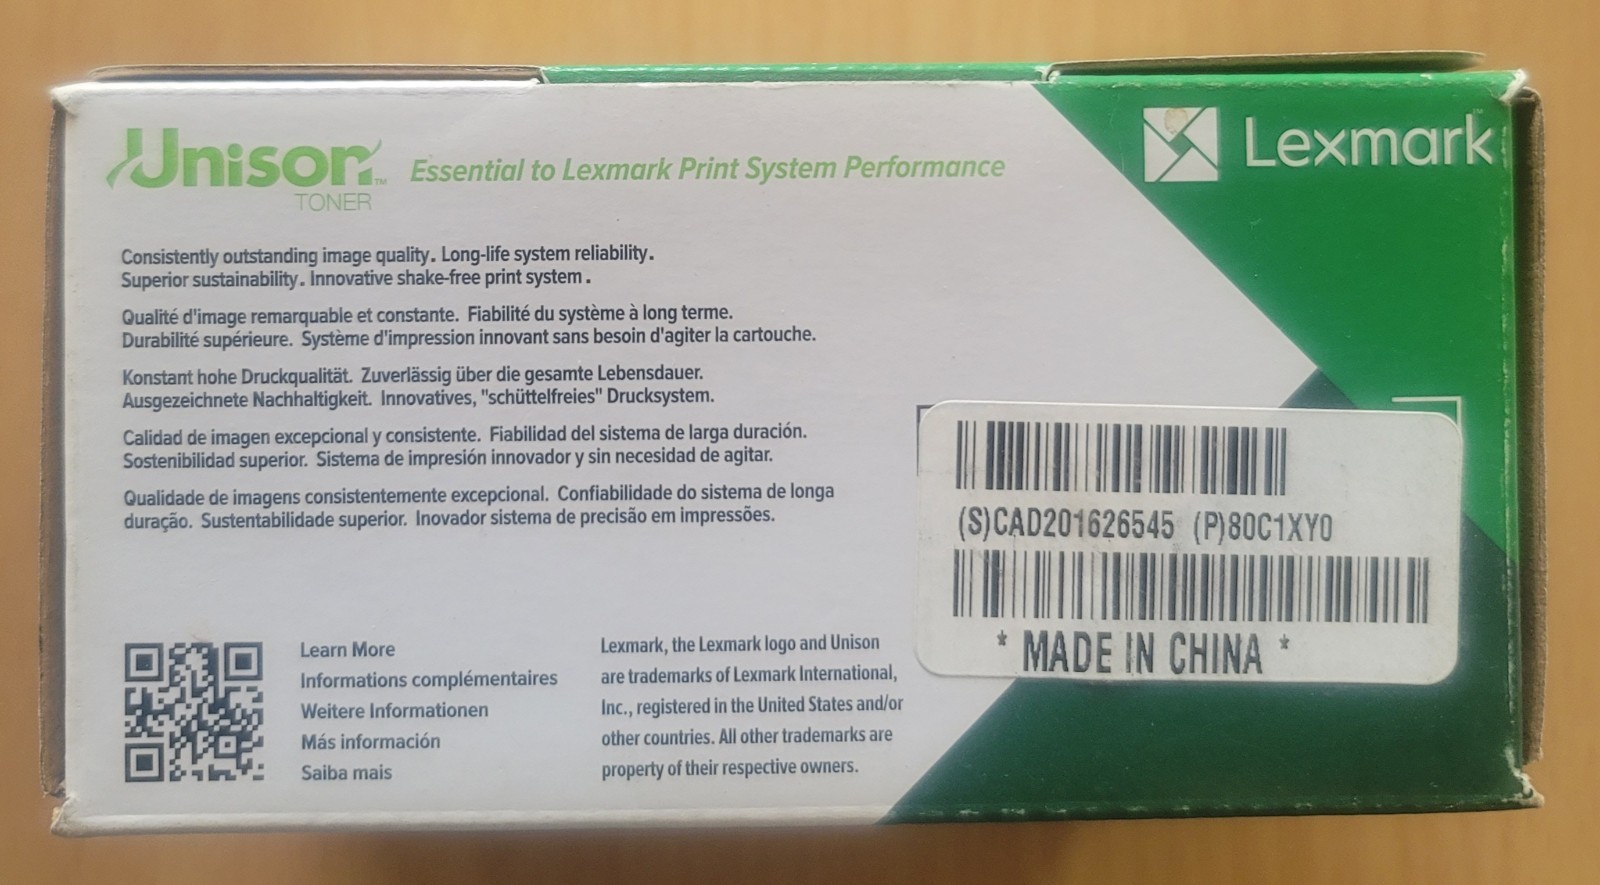 Unison™
TONER
Essential to Lexmark Print System Performance
Lexmark™
Consistently outstanding image quality. Long-life system reliability.
Superior sustainability. Innovative shake-free print system.
Qualité d'image remarquable et constante. Fiabilité du système à long terme.
Durabilité supérieure. Système d'impression innovant sans besoin d'agiter la cartouche.
Konstant hohe Druckqualität. Zuverlässig über die gesamte Lebensdauer.
Ausgezeichnete Nachhaltigkeit. Innovatives, "schüttelfreies" Drucksystem.
Calidad de imagen excepcional y consistente. Fiabilidad del sistema de larga duración.
Sostenibilidad superior. Sistema de impresión innovador y sin necesidad de agitar.
Qualidade de imagens consistentemente excepcional. Confiabilidade do sistema de longa
duração. Sustentabilidade superior. Inovador sistema de precisão em impressões.
(S)CAD201626545 (P)80C1XY0
* MADE IN CHINA *
Learn More
Informations complémentaires
Weitere Informationen
Más información
Saiba mais
Lexmark, the Lexmark logo and Unison
are trademarks of Lexmark International,
Inc., registered in the United States and/or
other countries. All other trademarks are
property of their respective owners.